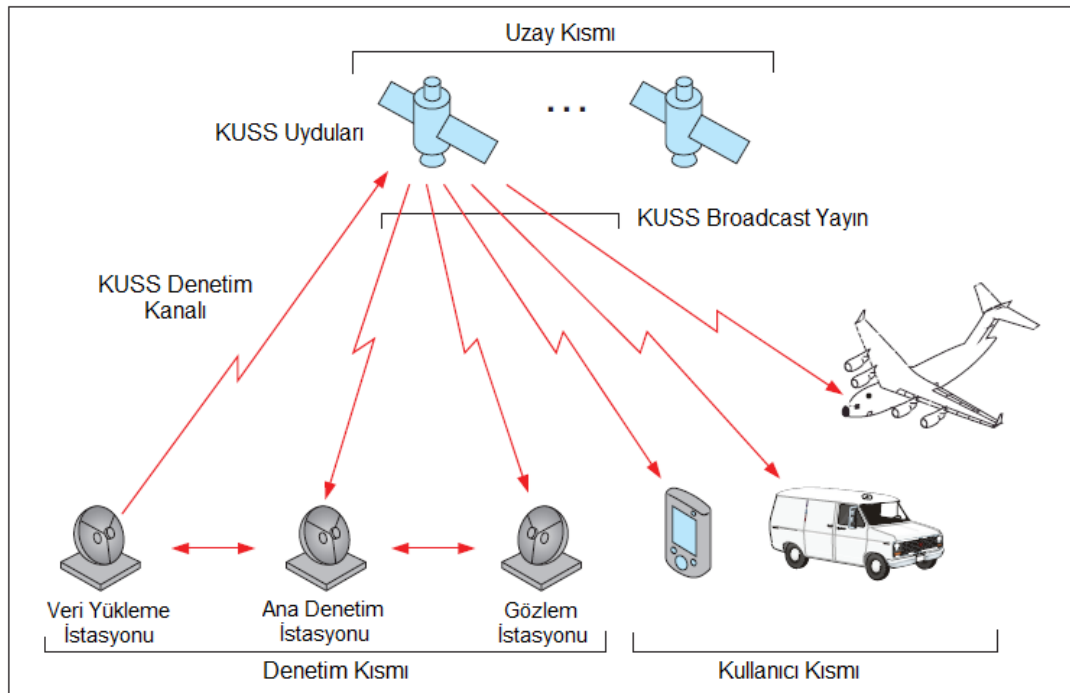 Uzay Kısmı
...
KUSS Uyduları
KUSS Broadcast Yayın
KUSS Denetim
Kanalı
Veri Yükleme
İstasyonu
Ana Denetim
İstasyonu
Gözlem
İstasyonu
Denetim Kısmı
Kullanıcı Kısmı